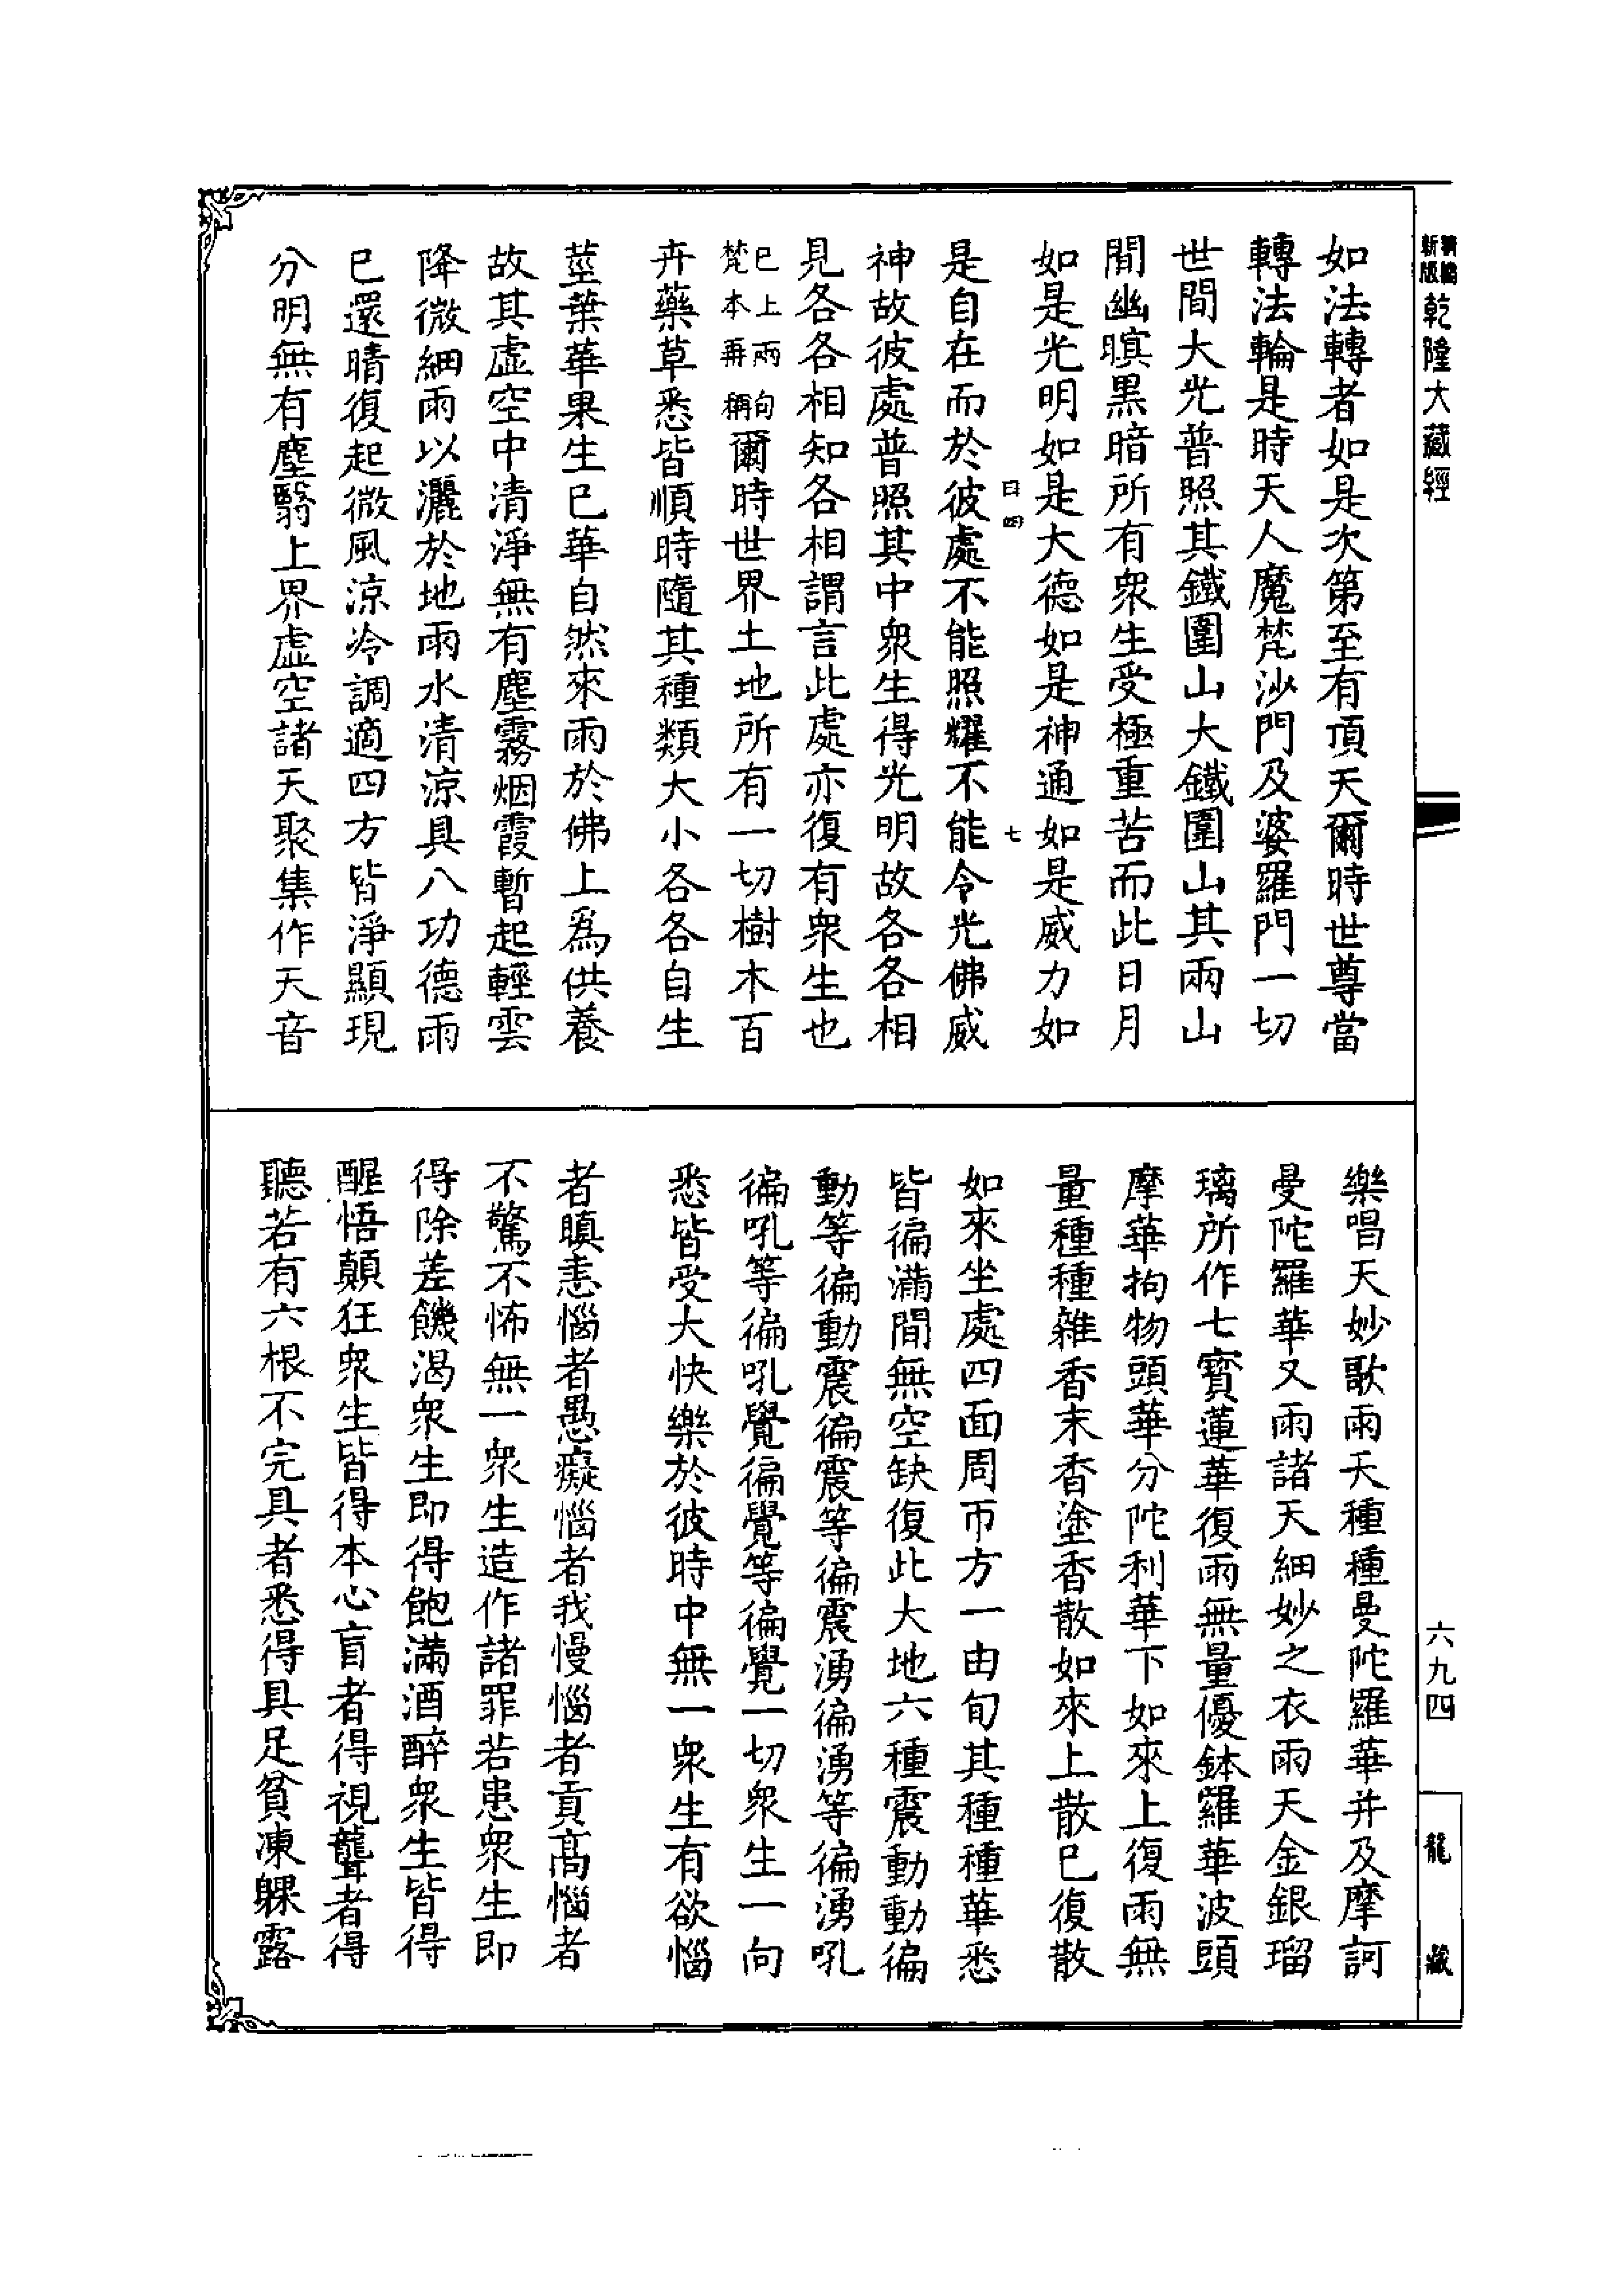 新編
新版
乾隆大藏經
如法轉者如是次第至有頂天爾時世尊當
轉法輪是時天人魔梵沙門及婆羅門一切
世間大光普照其鐵圍山大鐵圍山其兩山
間幽暝黑暗所有衆生受極重苦而此日月
如是光明如是大德如是神通如是威力如
是自在而於彼處不能照耀不能令光佛威
神故彼處普照其中衆生得光明故各各相
見各各相知各相謂言此處亦復有衆生也
已上兩句
梵本再稱
爾時世界土地所有一切樹木百
卉藥草悉皆順時隨其種類大小各各自生
莖葉華果生已華自然來雨於佛上爲供養
故其虛空中清淨無有塵霧烟霞暫起輕雲
降微細雨以灑於地雨水清涼具八功德雨
已還晴復起微風涼冷調適四方皆淨顯現
分明無有塵翳上界虛空諸天聚集作天音
七
樂唱天妙歌雨天種種曼陀羅華并及摩訶
曼陀羅華又雨諸天細妙之衣雨天金銀瑠
璃所作七寶蓮華復雨無量優鉢羅華波頭
摩華拘物頭華分陀利華下如來上復雨無
量種種雜香末香塗香散如來上散已復散
如來坐處四面周帀方一由旬其種種華悉
皆徧滿間無空缺復此大地六種震動動徧
動等徧動震徧震等徧震湧徧湧等徧湧吼
徧吼等徧吼覺徧覺等徧覺一切衆生一向
悉皆受大快樂於彼時中無一衆生有欲惱
者瞋恚惱者愚癡惱者我慢惱者貢高惱者
不驚不怖無一衆生造作諸罪若患衆生即
得除差饑渴衆生即得飽滿酒醉衆生皆得
醒悟顛狂衆生皆得本心盲者得視聾者得
聽若有六根不完具者悉得具足貧凍躶露
六九四
龍藏